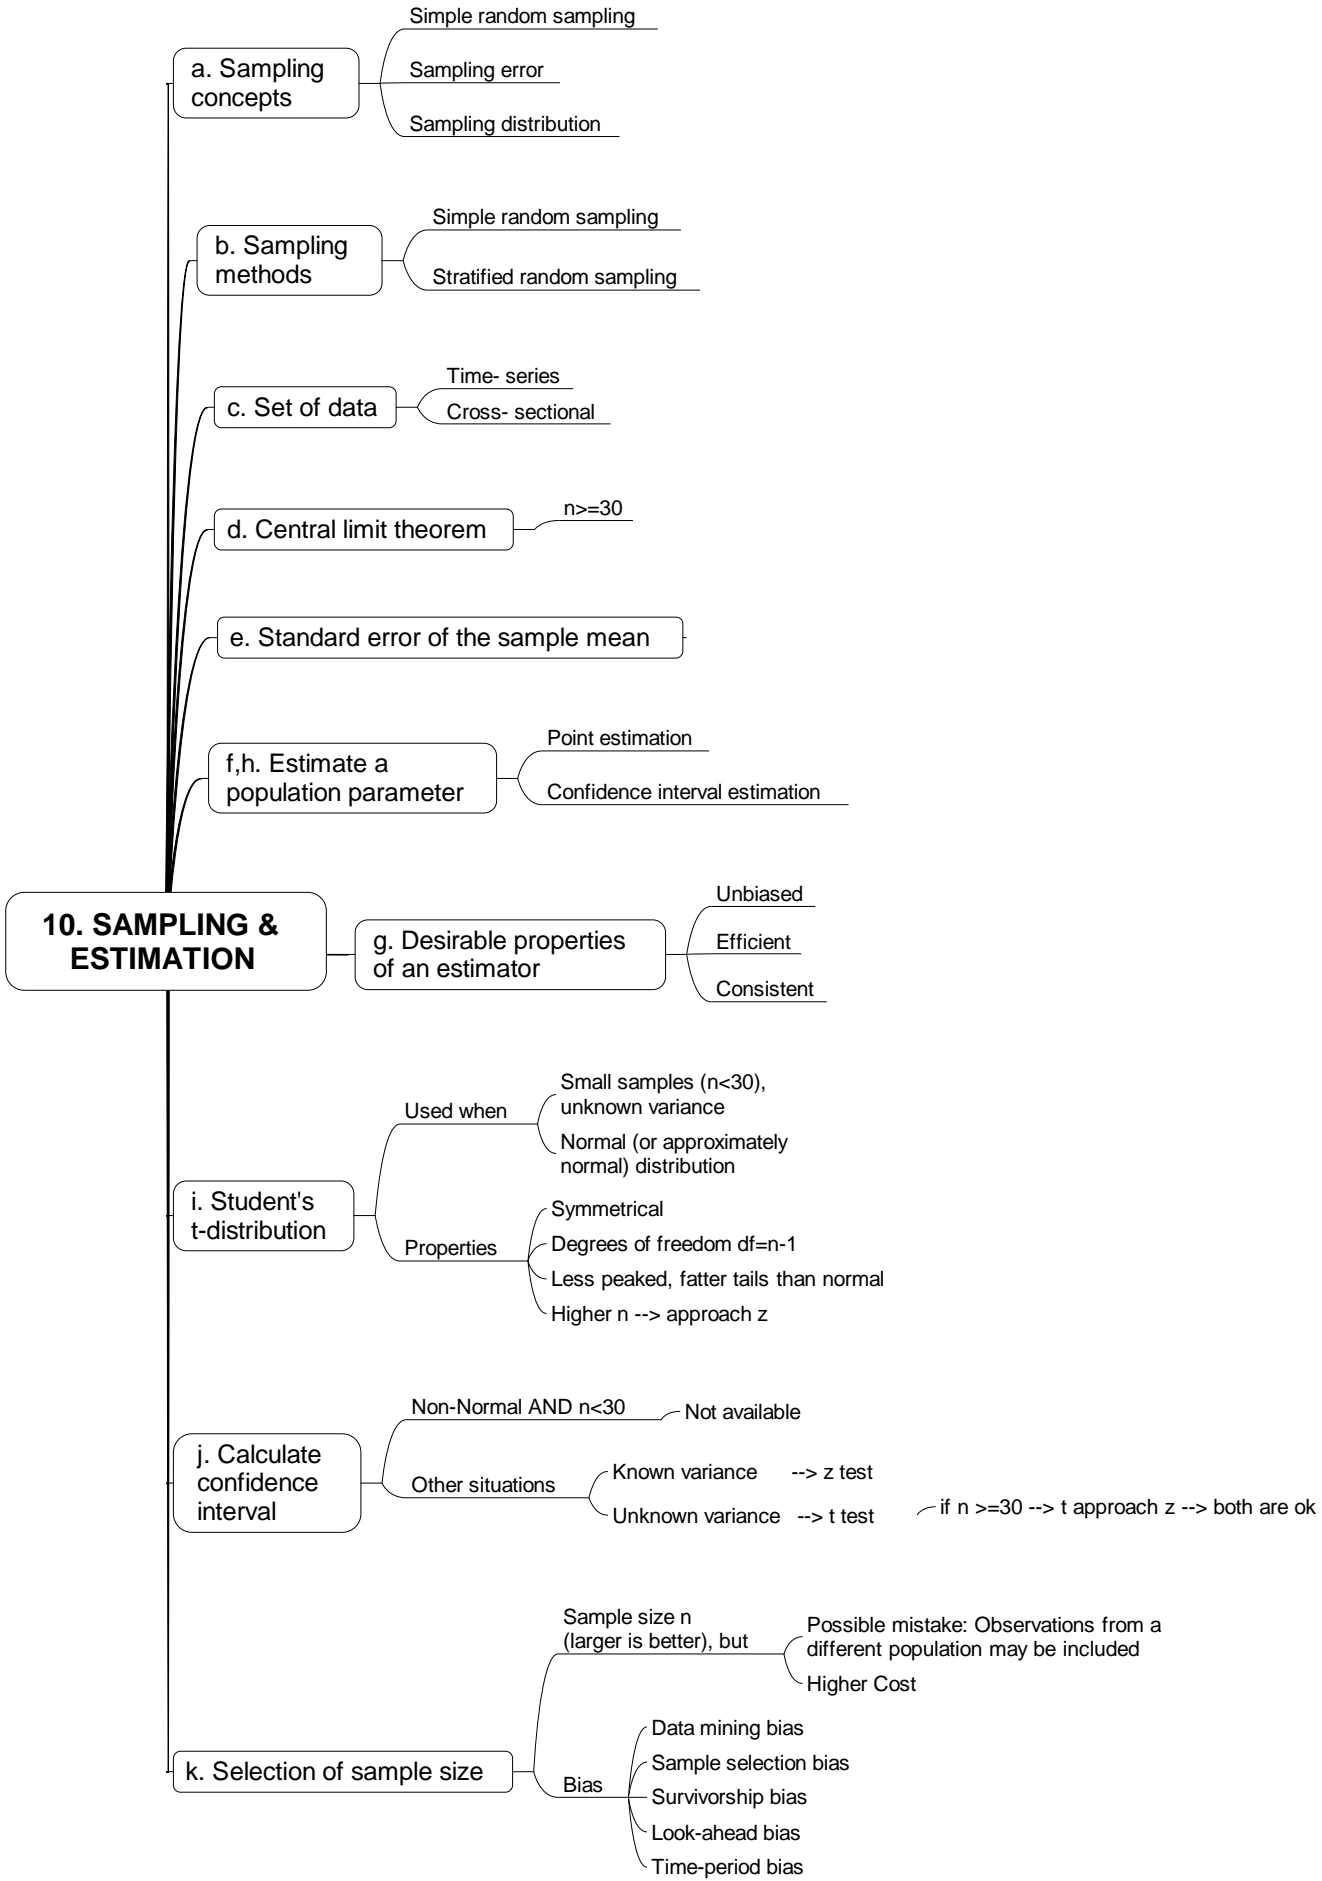 Simple random sampling
a. Sampling
concepts
Sampling error
Sampling distribution
Simple random sampling
b. Sampling
methods
Stratified random sampling
Time- series
c. Set of data
Cross- sectional
n>=30
d. Central limit theorem
e. Standard error of the sample mean
Point estimation
f,h. Estimate a
population parameter
Confidence interval estimation
10. SAMPLING &
ESTIMATION
g. Desirable properties
of an estimator
Unbiased
Efficient
Consistent
i. Student's
t-distribution
Used when
Small samples (n<30),
unknown variance
Normal (or approximately
normal) distribution
Properties
Symmetrical
Degrees of freedom df=n-1
Less peaked, fatter tails than normal
Higher n --> approach z
j. Calculate
confidence
interval
Non-Normal AND n<30
Not available
Other situations
Known variance --> z test
Unknown variance --> t test
if n >=30 --> t approach z --> both are ok
k. Selection of sample size
Sample size n
(larger is better), but
Possible mistake: Observations from a
different population may be included
Higher Cost
Bias
Data mining bias
Sample selection bias
Survivorship bias
Look-ahead bias
Time-period bias